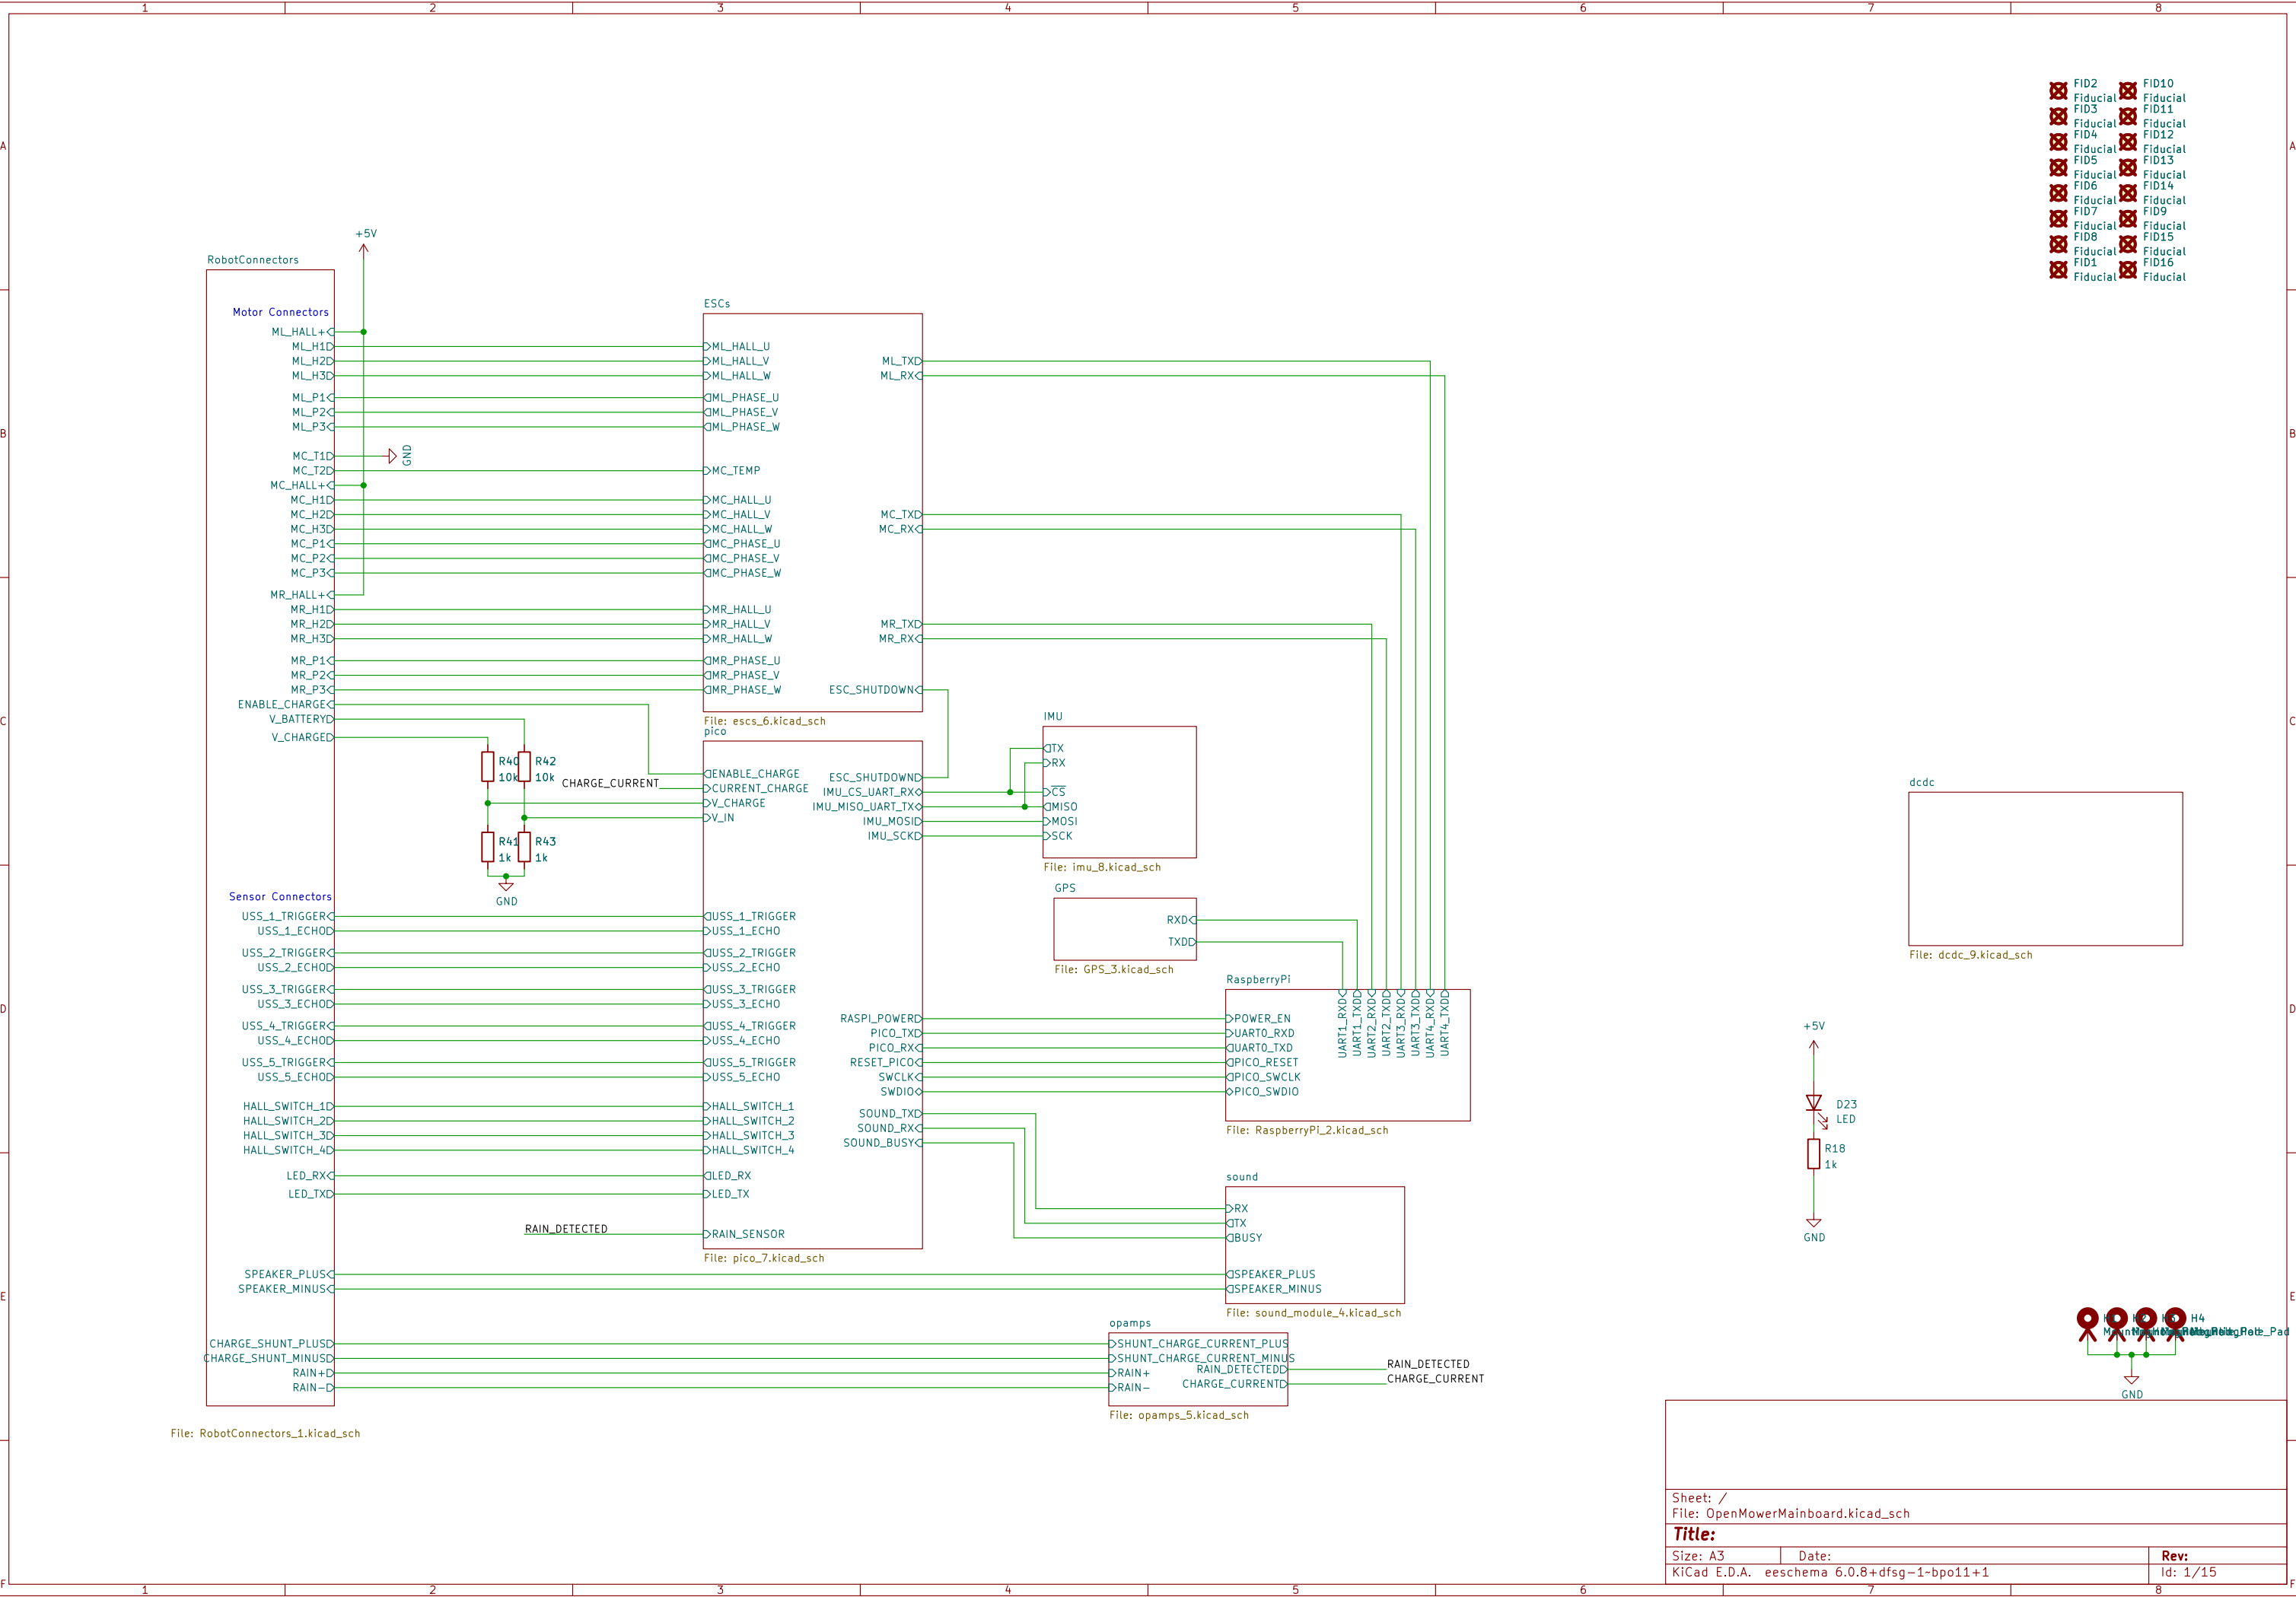 1 2 3 4 5 6 7 8
A
B
C
D
E
F
FID2
Fiducial
FID3
Fiducial
FID4
Fiducial
FID5
Fiducial
FID6
Fiducial
FID7
Fiducial
FID8
Fiducial
FID1
Fiducial
FID10
Fiducial
FID11
Fiducial
FID12
Fiducial
FID13
Fiducial
FID14
Fiducial
FID9
Fiducial
FID15
Fiducial
FID16
Fiducial
+5V
RobotConnectors
Motor Connectors
ML_HALL+
ML_H1
ML_H2
ML_H3
ML_P1
ML_P2
ML_P3
MC_T1
MC_T2
MC_HALL+
MC_H1
MC_H2
MC_H3
MC_P1
MC_P2
MC_P3
MR_HALL+
MR_H1
MR_H2
MR_H3
MR_P1
MR_P2
MR_P3
ENABLE_CHARGE
V_BATTERY
V_CHARGE
Sensor Connectors
USS_1_TRIGGER
USS_1_ECHO
USS_2_TRIGGER
USS_2_ECHO
USS_3_TRIGGER
USS_3_ECHO
USS_4_TRIGGER
USS_4_ECHO
USS_5_TRIGGER
USS_5_ECHO
HALL_SWITCH_1
HALL_SWITCH_2
HALL_SWITCH_3
HALL_SWITCH_4
LED_RX
LED_TX
SPEAKER_PLUS
SPEAKER_MINUS
CHARGE_SHUNT_PLUS
CHARGE_SHUNT_MINUS
RAIN+
RAIN-
File: RobotConnectors_1.kicad_sch
GND
R40
10k
R42
10k
R41
1k
R43
1k
GND
CHARGE_CURRENT
RAIN_DETECTED
ESCs
ML_HALL_U
ML_HALL_V
ML_HALL_W
ML_PHASE_U
ML_PHASE_V
ML_PHASE_W
MC_TEMP
MC_HALL_U
MC_HALL_V
MC_HALL_W
MC_PHASE_U
MC_PHASE_V
MC_PHASE_W
MR_HALL_U
MR_HALL_V
MR_HALL_W
MR_PHASE_U
MR_PHASE_V
MR_PHASE_W
ML_TX
ML_RX
MC_TX
MC_RX
MR_TX
MR_RX
ESC_SHUTDOWN
File: escs_6.kicad_sch
pico
ENABLE_CHARGE
CURRENT_CHARGE
V_CHARGE
V_IN
USS_1_TRIGGER
USS_1_ECHO
USS_2_TRIGGER
USS_2_ECHO
USS_3_TRIGGER
USS_3_ECHO
USS_4_TRIGGER
USS_4_ECHO
USS_5_TRIGGER
USS_5_ECHO
HALL_SWITCH_1
HALL_SWITCH_2
HALL_SWITCH_3
HALL_SWITCH_4
LED_RX
LED_TX
RAIN_SENSOR
ESC_SHUTDOWN
IMU_CS_UART_RX
IMU_MISO_UART_TX
IMU_MOSI
IMU_SCK
RASPI_POWER
PICO_TX
PICO_RX
RESET_PICO
SWCLK
SWDIO
SOUND_TX
SOUND_RX
SOUND_BUSY
File: pico_7.kicad_sch
IMU
TX
RX
CS
MISO
MOSI
SCK
File: imu_8.kicad_sch
GPS
RXD
TXD
File: GPS_3.kicad_sch
RaspberryPi
POWER_EN
UART0_RXD
UART0_TXD
PICO_RESET
PICO_SWCLK
PICO_SWDIO
UART1_RXD
UART1_TXD
UART2_RXD
UART2_TXD
UART3_RXD
UART3_TXD
UART4_RXD
UART4_TXD
File: RaspberryPi_2.kicad_sch
sound
RX
TX
BUSY
SPEAKER_PLUS
SPEAKER_MINUS
File: sound_module_4.kicad_sch
opamps
SHUNT_CHARGE_CURRENT_PLUS
SHUNT_CHARGE_CURRENT_MINUS
RAIN+
RAIN-
RAIN_DETECTED
CHARGE_CURRENT
File: opamps_5.kicad_sch
RAIN_DETECTED
CHARGE_CURRENT
dcdc
File: dcdc_9.kicad_sch
+5V
D23
LED
R18
1k
GND
H4
GND
Sheet: /
File: OpenMowerMainboard.kicad_sch
Title:
Size: A3
Date:
Rev:
KiCad E.D.A. eeschema 6.0.8+dfsg-1~bpo11+1
Id: 1/15
A
B
C
D
E
F
1 2 3 4 5 6 7 8